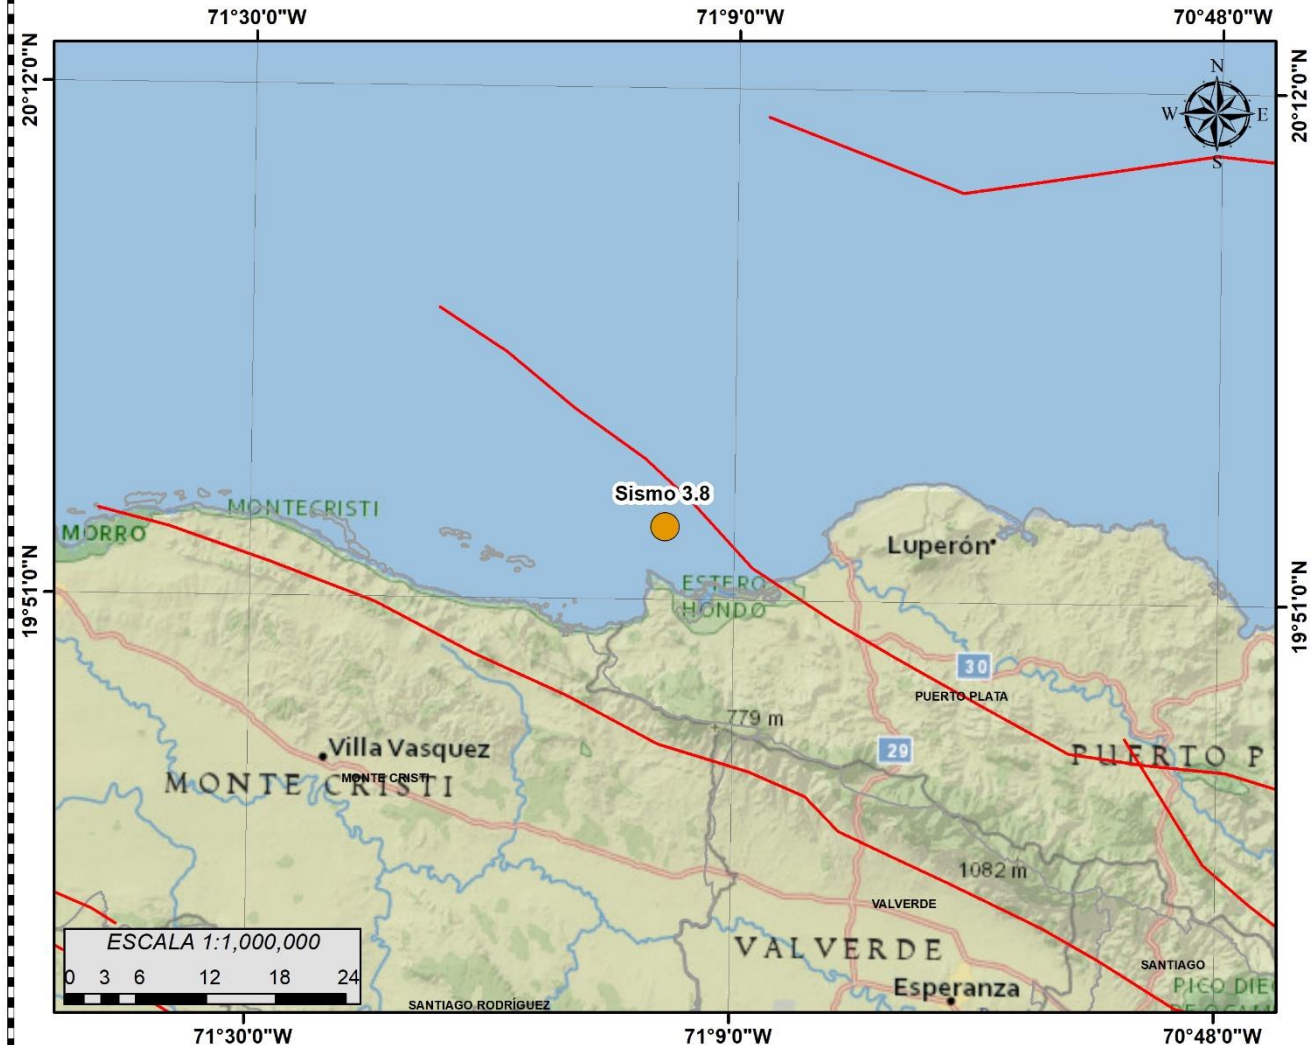 71°30'0"W
71°9'0"W
70°48'0"W
20°12'0"N
20°12'0"N
N
W
E
S
Sismo 3.8
MONTECRISTI
MORRO
Luperón
ESTERO
HONDO
19°51'0"N
19°51'0"N
30
PUERTO PLATA
779 m
29
Villa Vasquez
PUERTO P
MONTE CRISTI
MONTE CRISTI
1082 m
VALVERDE
ESCALA 1:1,000,000
VALVERDE
SANTIAGO
0 3 6 12 18 24
Esperanza
PICO DIE
SANTIAGO RODRÍGUEZ
71°30'0"W
71°9'0"W
70°48'0"W